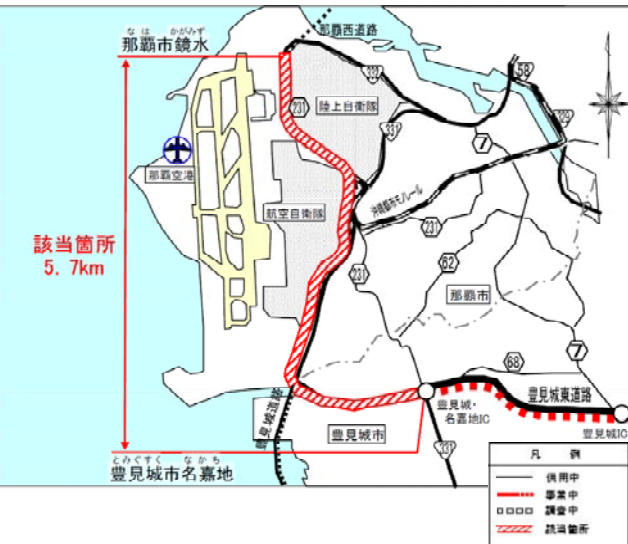 なは かがみず
那覇市鏡水
那覇西道路
332
58
231
陸上自衛隊
331
329
7
那覇空港
航空自衛隊
沖縄都市モノレール
231
該当箇所
5.7km
231
62
那覇市
7
68
豊見城東道路
豊見城・
名嘉地IC
豊見城IC
豊見城道路
豊見城市
331
とみぐすく なかち
豊見城市名嘉地
凡 例
供用中
事業中
調査中
該当箇所